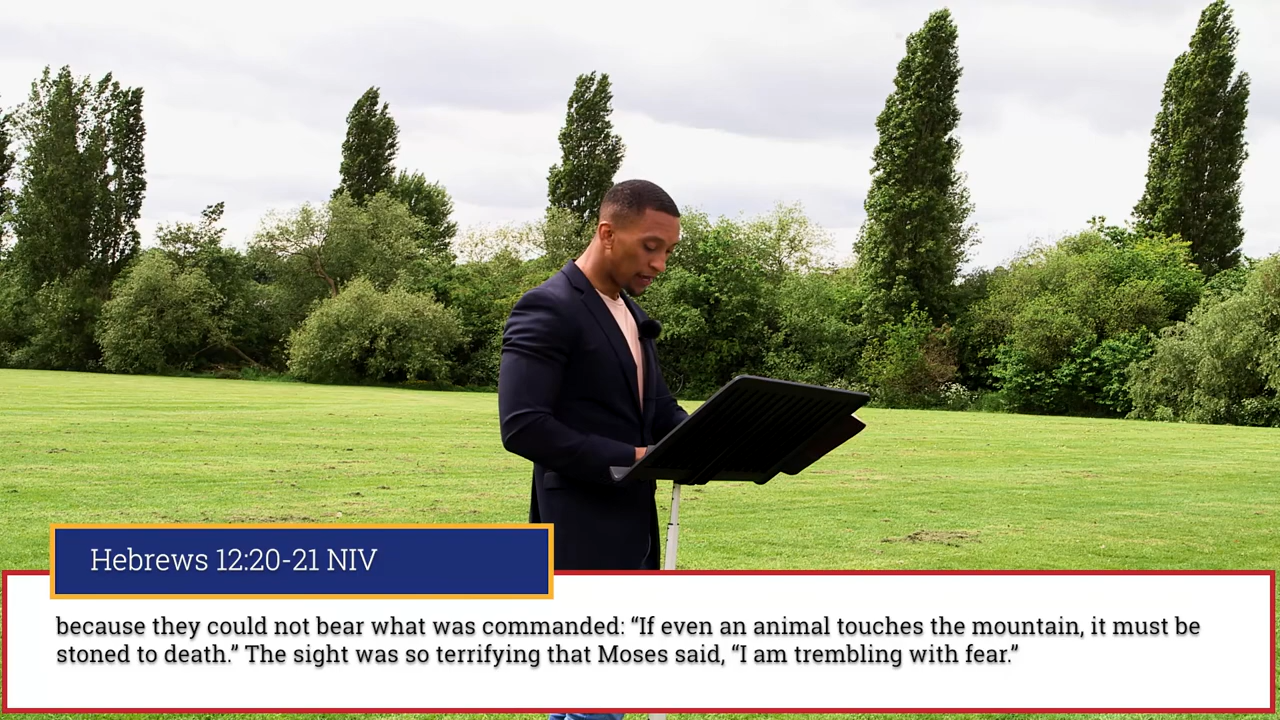 Hebrews 12:20-21 NIV
because they could not bear what was commanded: “If even an animal touches the mountain, it must be
stoned to death.” The sight was so terrifying that Moses said, “I am trembling with fear.”